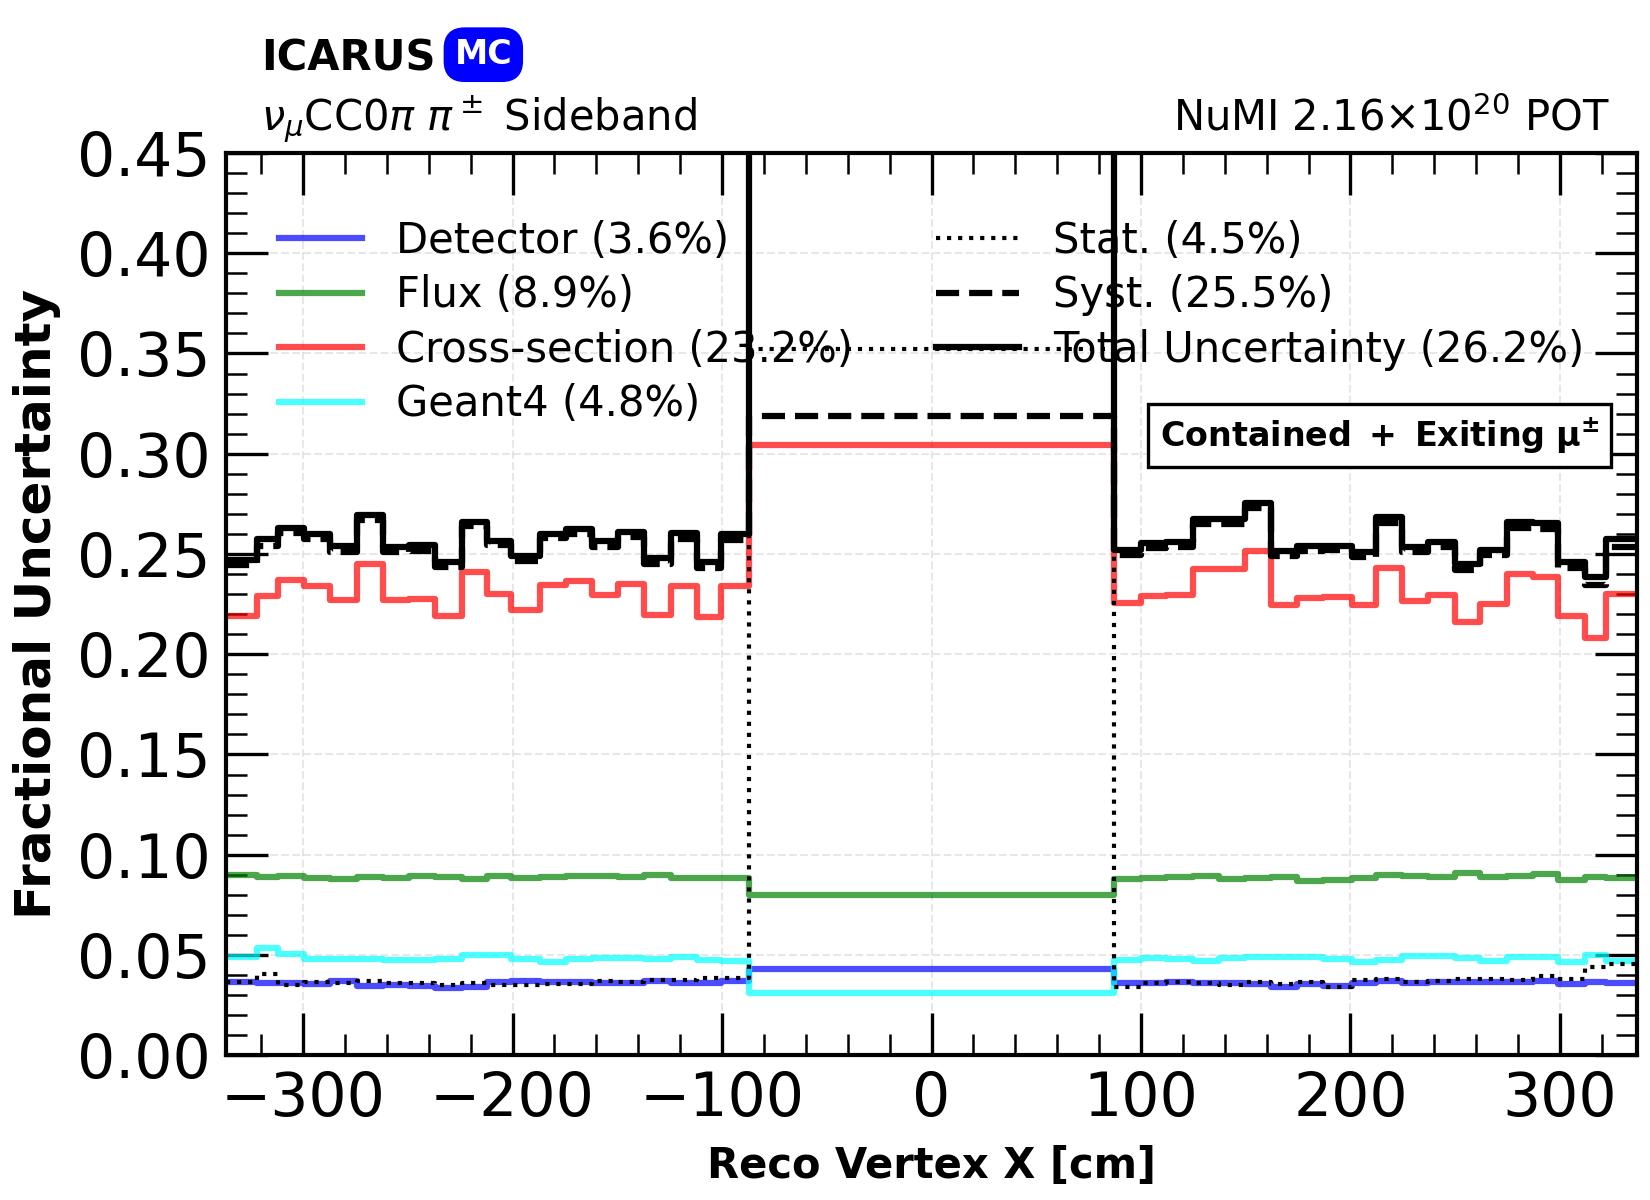 ICARUS MC
νμCC0π π± Sideband
NuMI 2.16×10²⁰ POT
0.45
0.40
0.35
0.30
0.25
0.20
0.15
0.10
0.05
0.00
Fractional Uncertainty
Detector (3.6%)
Flux (8.9%)
Cross-section (23.2%)
Geant4 (4.8%)
Stat. (4.5%)
Syst. (25.5%)
Total Uncertainty (26.2%)
Contained + Exiting μ±
−300 −200 −100 0 100 200 300
Reco Vertex X [cm]